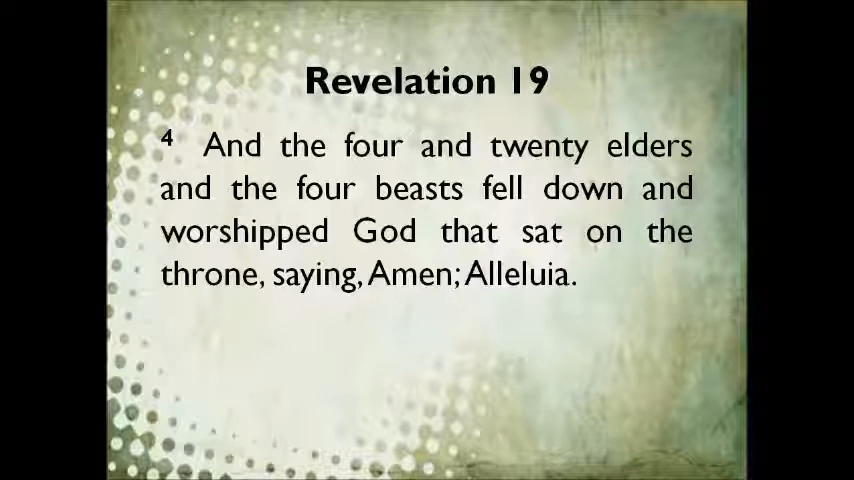 Revelation 19
4 And the four and twenty elders
and the four beasts fell down and
worshipped God that sat on the
throne, saying, Amen; Alleluia.